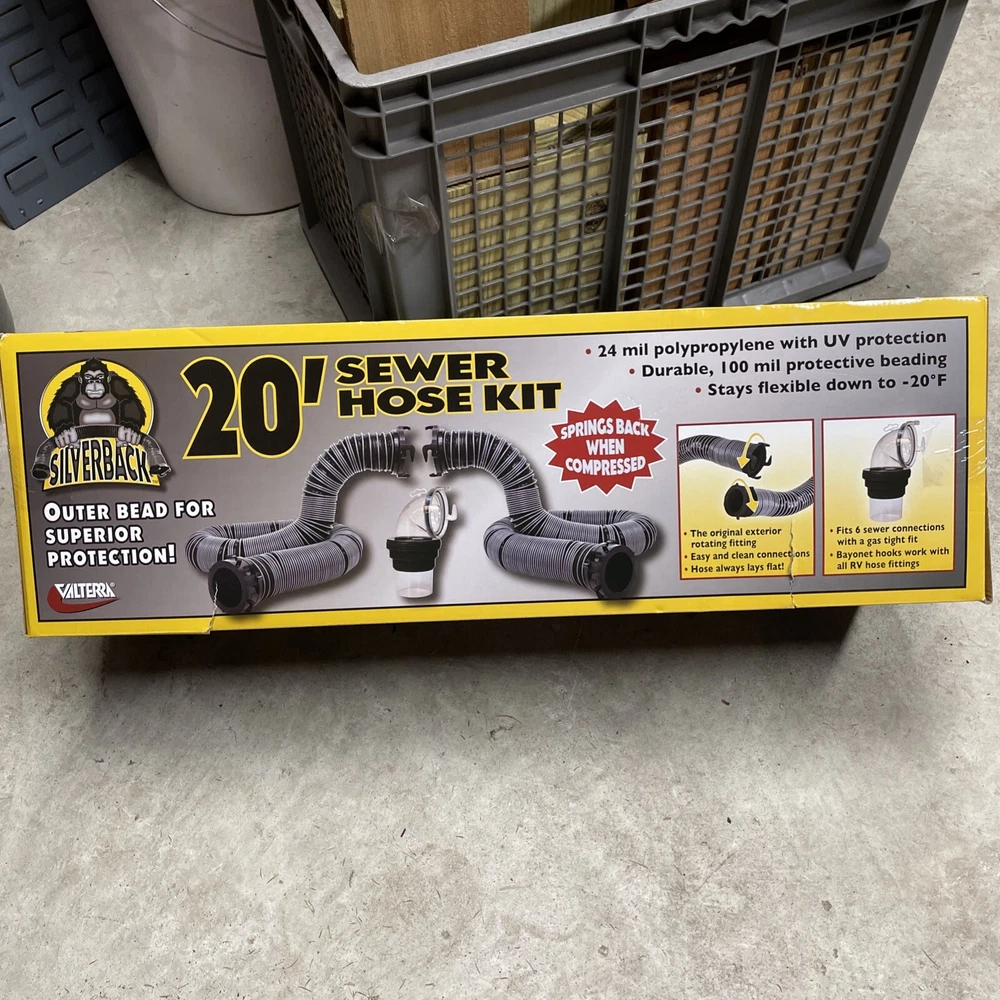 SILVERBACK
20' SEWER
HOSE KIT
OUTER BEAD FOR
SUPERIOR
PROTECTION!
VALTERRA®
SPRINGS BACK
WHEN
COMPRESSED
• 24 mil polypropylene with UV protection
• Durable, 100 mil protective beading
• Stays flexible down to -20°F
• The original exterior
rotating fitting
• Easy and clean connections
• Hose always lays flat!
• Fits 6 sewer connections
with a gas tight fit
• Bayonet hooks work with
all RV hose fittings